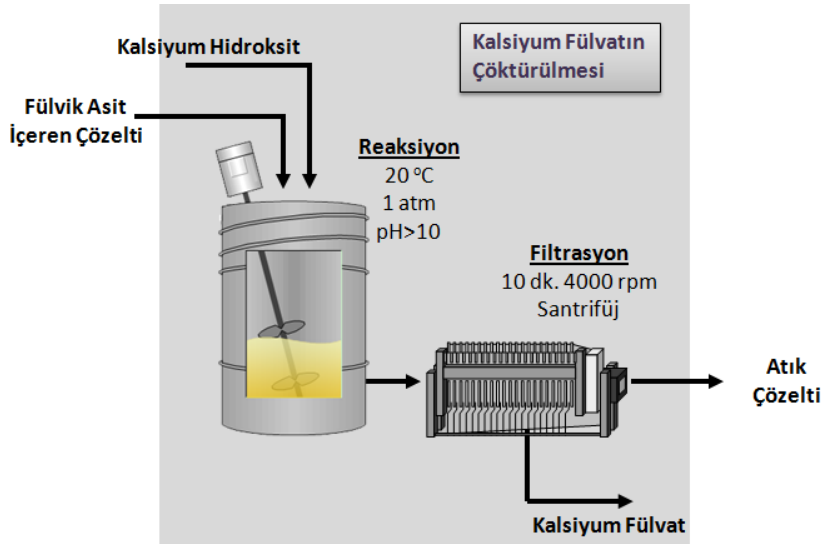 Kalsiyum Fülvatın
Çöktürülmesi
Kalsiyum Hidroksit
Fülvik Asit
İçeren Çözelti
Reaksiyon
20 ºC
1 atm
pH>10
Filtrasyon
10 dk. 4000 rpm
Santrifüj
Atık
Çözelti
Kalsiyum Fülvat